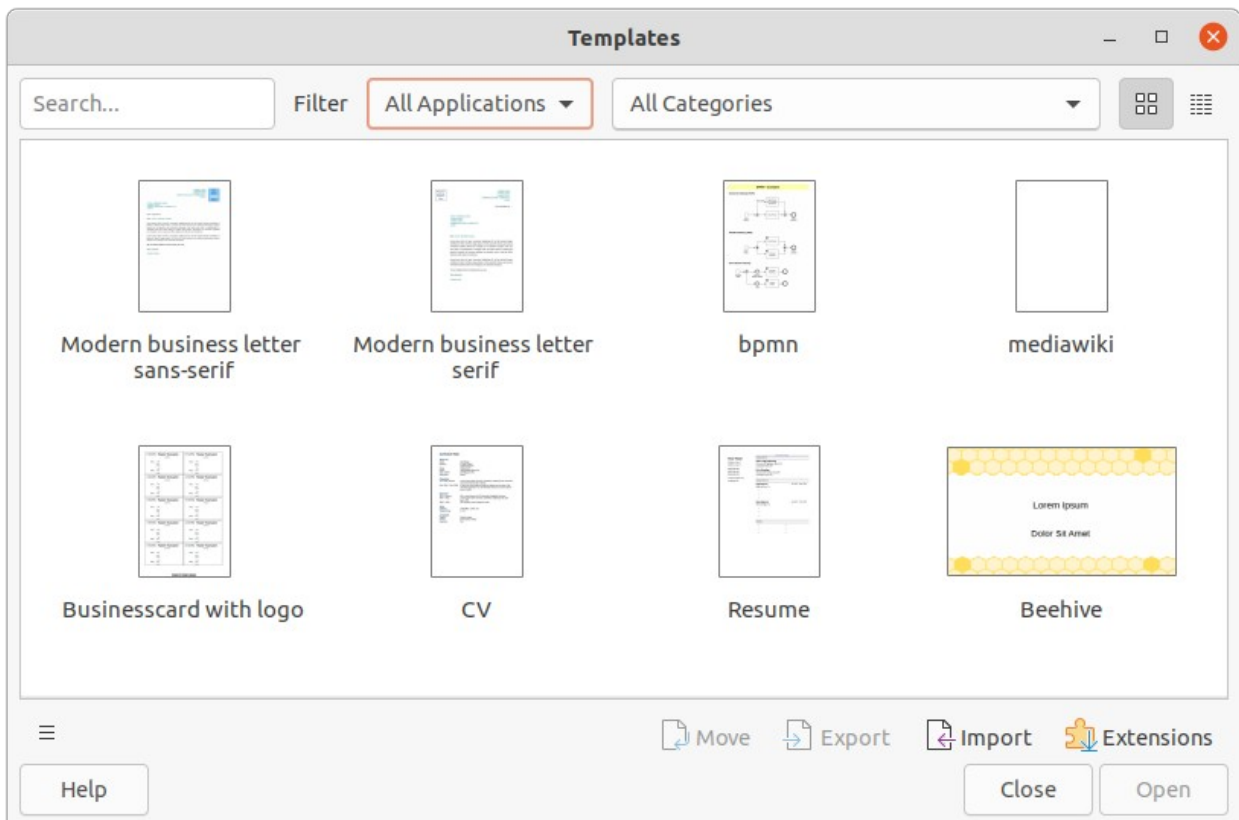 Templates
Search...
Filter
All Applications
All Categories
Modern business letter
sans-serif
Modern business letter
serif
bpmn
mediawiki
Businesscard with logo
CV
Resume
Lorem Ipsum
Dolor Sit Amet
Beehive
Move
Export
Import
Extensions
Help
Close
Open